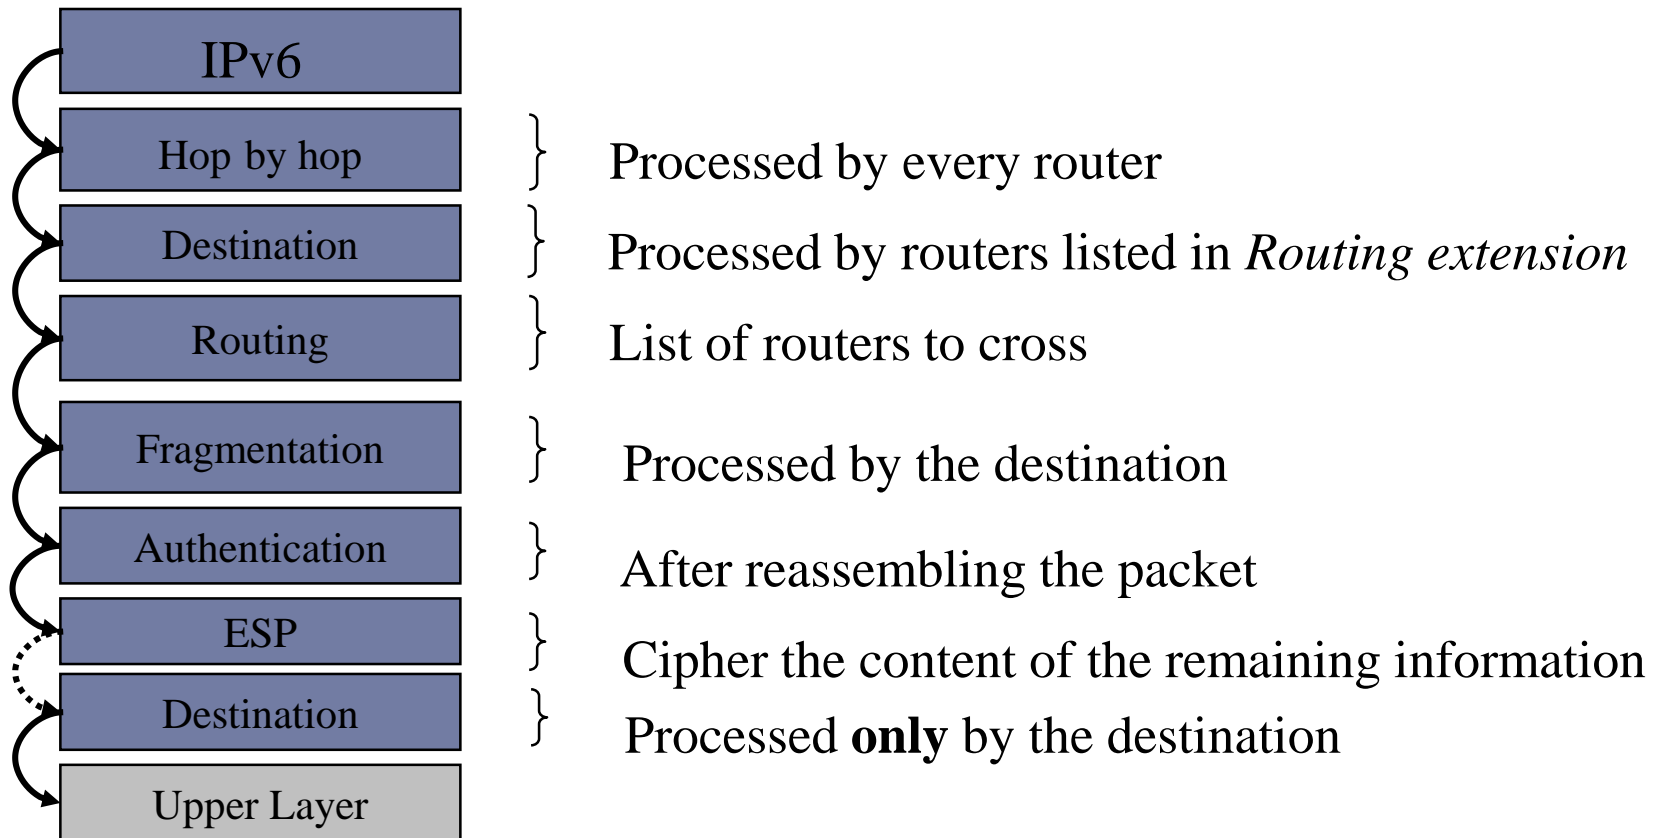 IPv6
Hop by hop
Processed by every router
Destination
Processed by routers listed in Routing extension
Routing
List of routers to cross
Fragmentation
Processed by the destination
Authentication
After reassembling the packet
ESP
Cipher the content of the remaining information
Destination
Processed only by the destination
Upper Layer